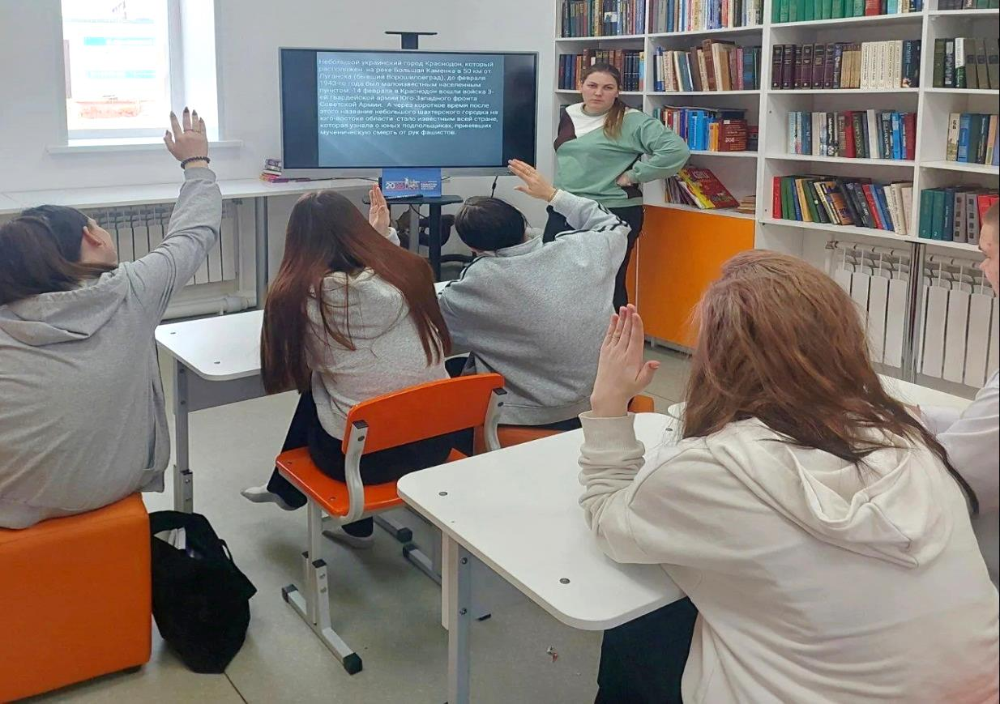 Небольшой украинский город Краснодон, который
расположен на реке Большая Каменка в 50 км от
Луганска (бывший Ворошиловград), до февраля
1943-го года был малоизвестным населенным
пунктом. 14 февраля в Краснодон вошли войска 3-
ей гвардейской армии Юго-Западного фронта
Советской Армии. А через короткое время после
этого название небольшого шахтерского городка на
юго-востоке области стало известным всей стране,
которая узнала о юных подпольщиках, принявших
мученическую смерть от рук фашистов.